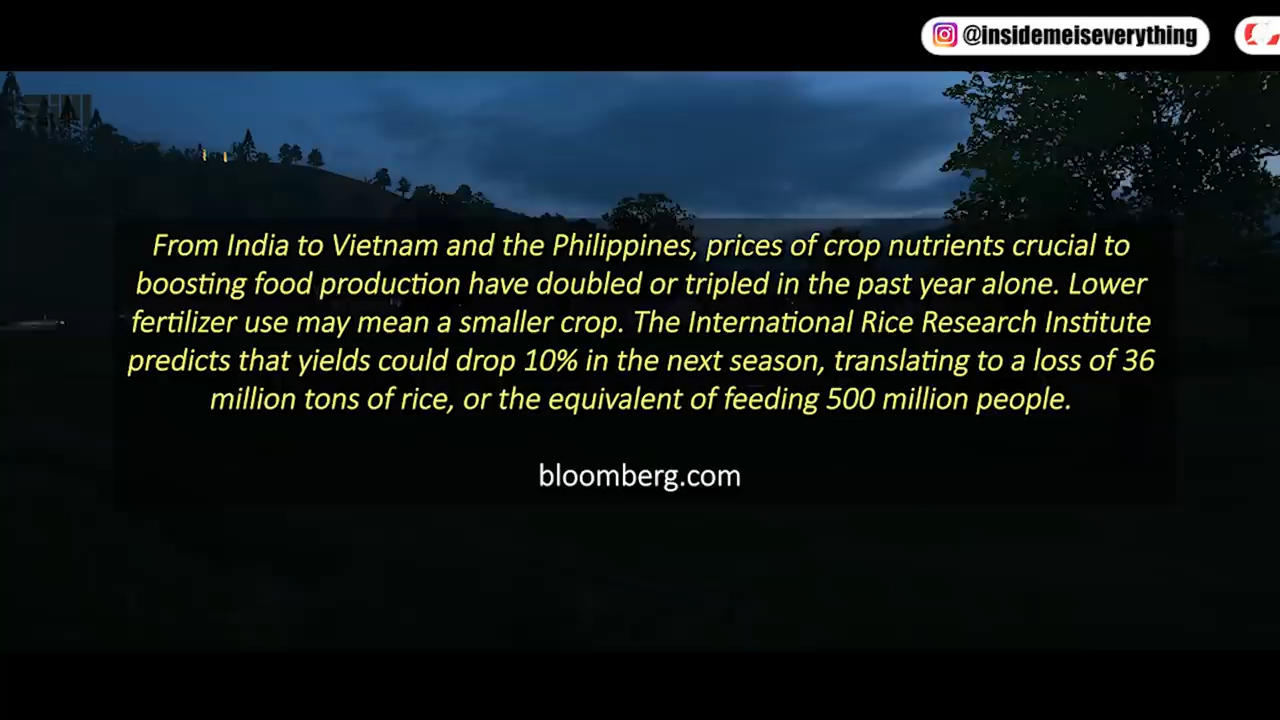 @insidemeiseverything
From India to Vietnam and the Philippines, prices of crop nutrients crucial to
boosting food production have doubled or tripled in the past year alone. Lower
fertilizer use may mean a smaller crop. The International Rice Research Institute
predicts that yields could drop 10% in the next season, translating to a loss of 36
million tons of rice, or the equivalent of feeding 500 million people.
bloomberg.com